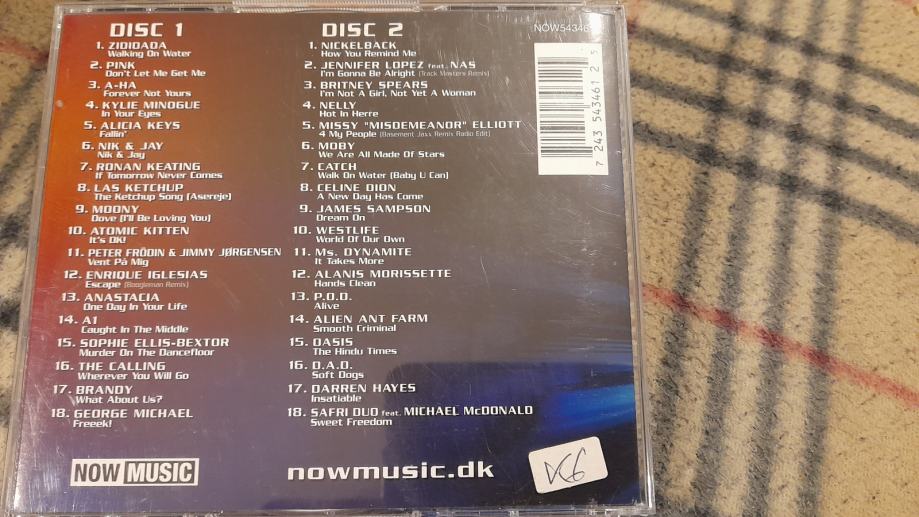 DISC 1
1. ZIDIDADA
Walking On Water
2. PINK
Don't Let Me Get Me
3. A-HA
Forever Not Yours
4. KYLIE MINOGUE
In Your Eyes
5. ALICIA KEYS
Fallin'
6. NIK & JAY
Nik & Jay
7. RONAN KEATING
If Tomorrow Never Comes
8. LAS KETCHUP
The Ketchup Song (Asereje)
9. MOONY
Dove (I'll Be Loving You)
10. ATOMIC KITTEN
It's OK!
11. PETER FRÖDIN & JIMMY JØRGENSEN
Vent På Mig
12. ENRIQUE IGLESIAS
Escape (Boogieman Remix)
13. ANASTACIA
One Day In Your Life
14. A1
Caught In The Middle
15. SOPHIE ELLIS-BEXTOR
Murder On The Dancefloor
16. THE CALLING
Wherever You Will Go
17. BRANDY
What About Us?
18. GEORGE MICHAEL
Freeek!
DISC 2
1. NICKELBACK
How You Remind Me
2. JENNIFER LOPEZ feat. NAS
I'm Gonna Be Alright (Track Masters Remix)
3. BRITNEY SPEARS
I'm Not A Girl, Not Yet A Woman
4. NELLY
Hot In Herre
5. MISSY "MISDEMEANOR" ELLIOTT
4 My People (Basement Jaxx Remix Radio Edit)
6. MOBY
We Are All Made Of Stars
7. CATCH
Walk On Water (Baby U Can)
8. CELINE DION
A New Day Has Come
9. JAMES SAMPSON
Dream On
10. WESTLIFE
World Of Our Own
11. Ms. DYNAMITE
It Takes More
12. ALANIS MORISSETTE
Hands Clean
13. P.O.D.
Alive
14. ALIEN ANT FARM
Smooth Criminal
15. OASIS
The Hindu Times
16. D.A.D.
Soft Dogs
17. DARREN HAYES
Insatiable
18. SAFRI DUO feat. MICHAEL McDONALD
Sweet Freedom
7 243 543461 2 5
NOW MUSIC
nowmusic.dk